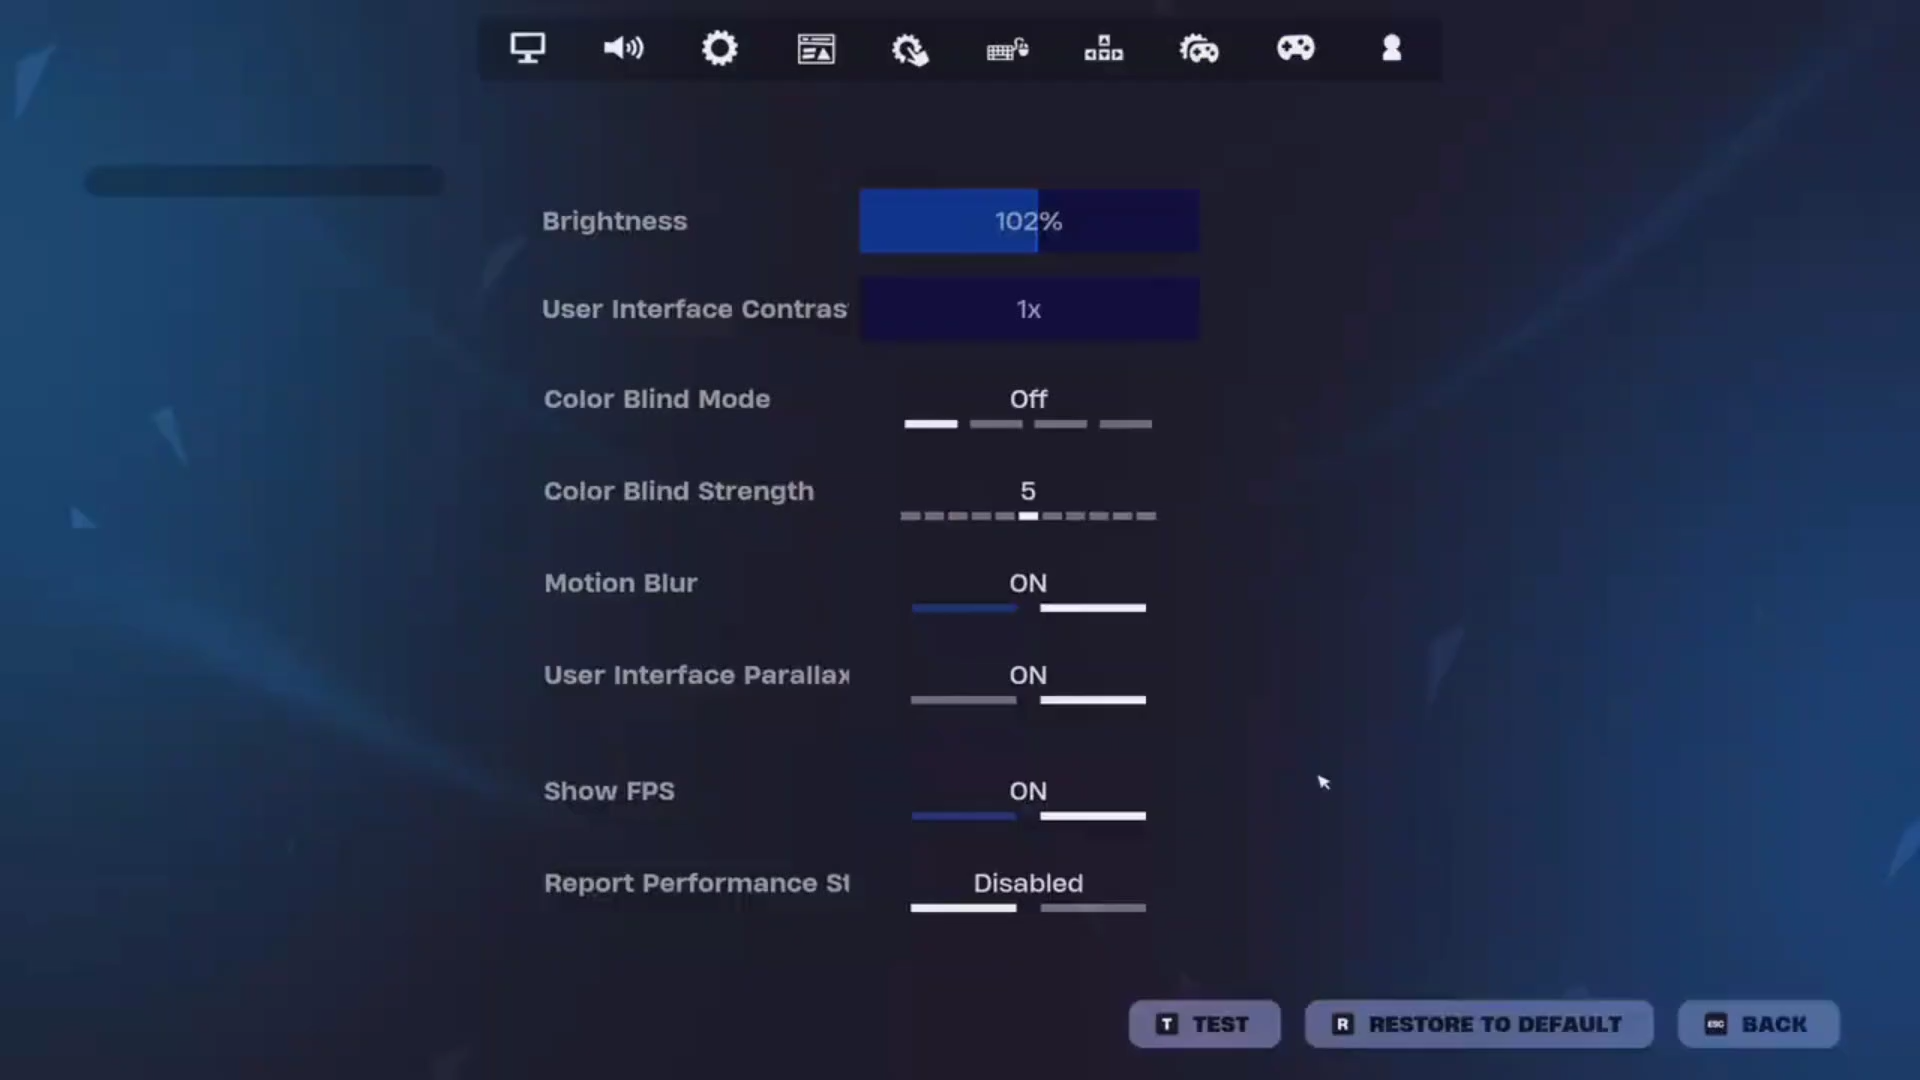 Brightness
102%
User Interface Contras
1x
Color Blind Mode
Off
Color Blind Strength
5
Motion Blur
ON
User Interface Parallax
ON
Show FPS
ON
Report Performance St
Disabled
T TEST
R RESTORE TO DEFAULT
ESC BACK